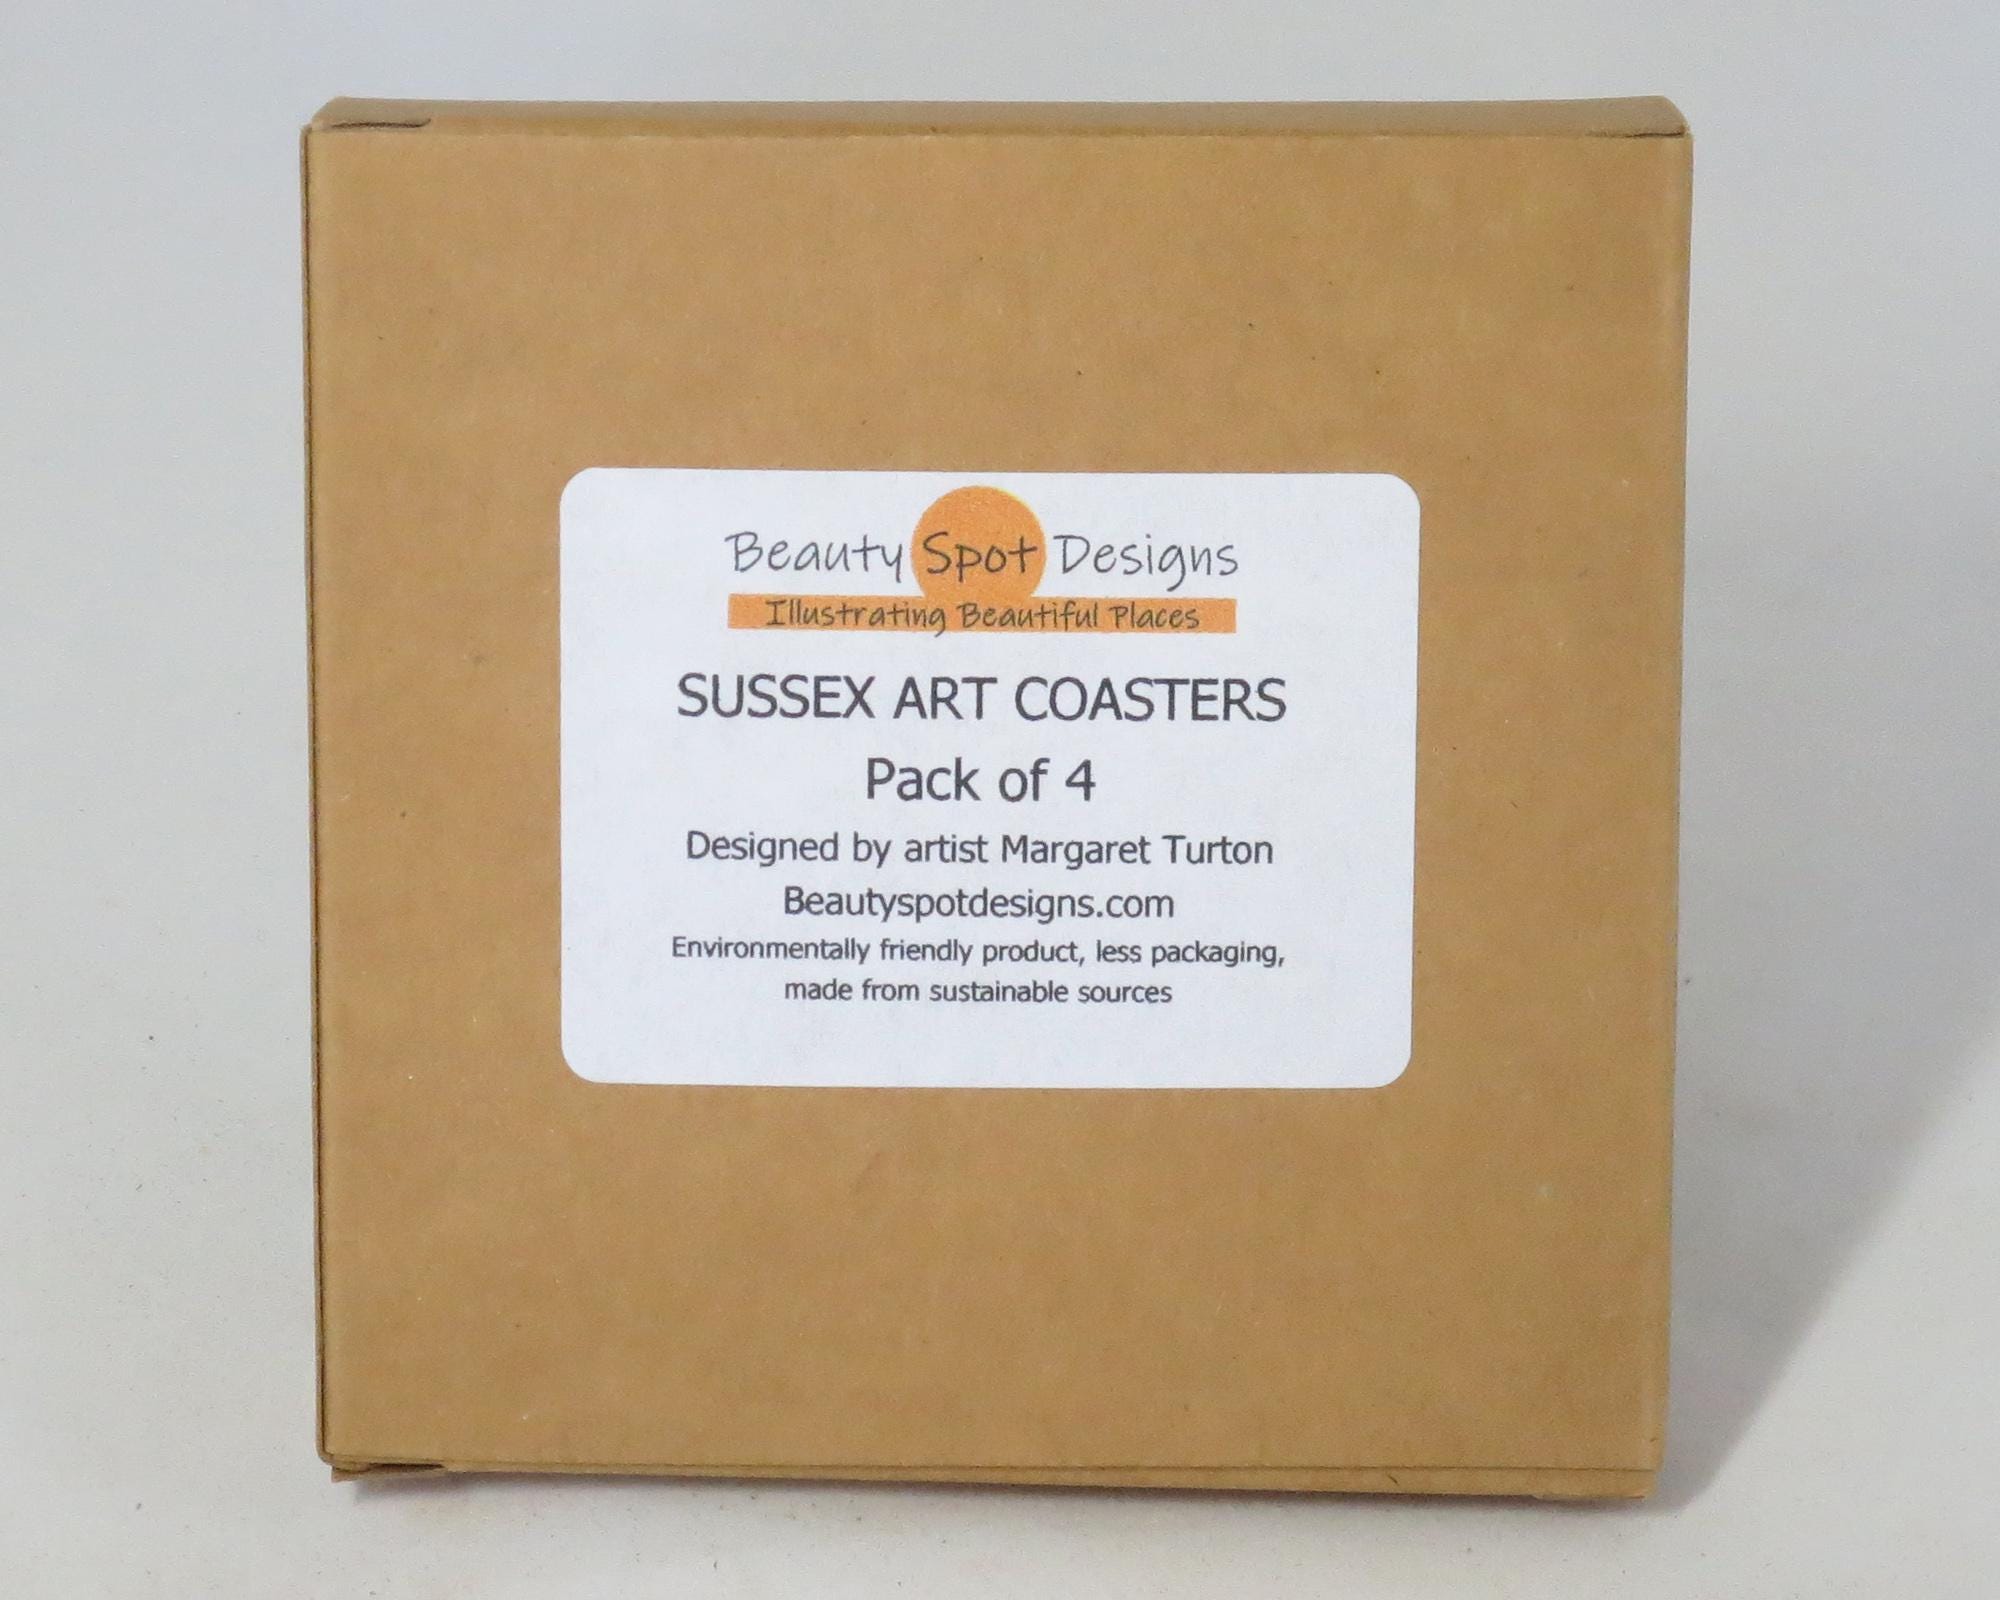 Beauty Spot Designs
Illustrating Beautiful Places
SUSSEX ART COASTERS
Pack of 4
Designed by artist Margaret Turton
Beautyspotdesigns.com
Environmentally friendly product, less packaging,
made from sustainable sources